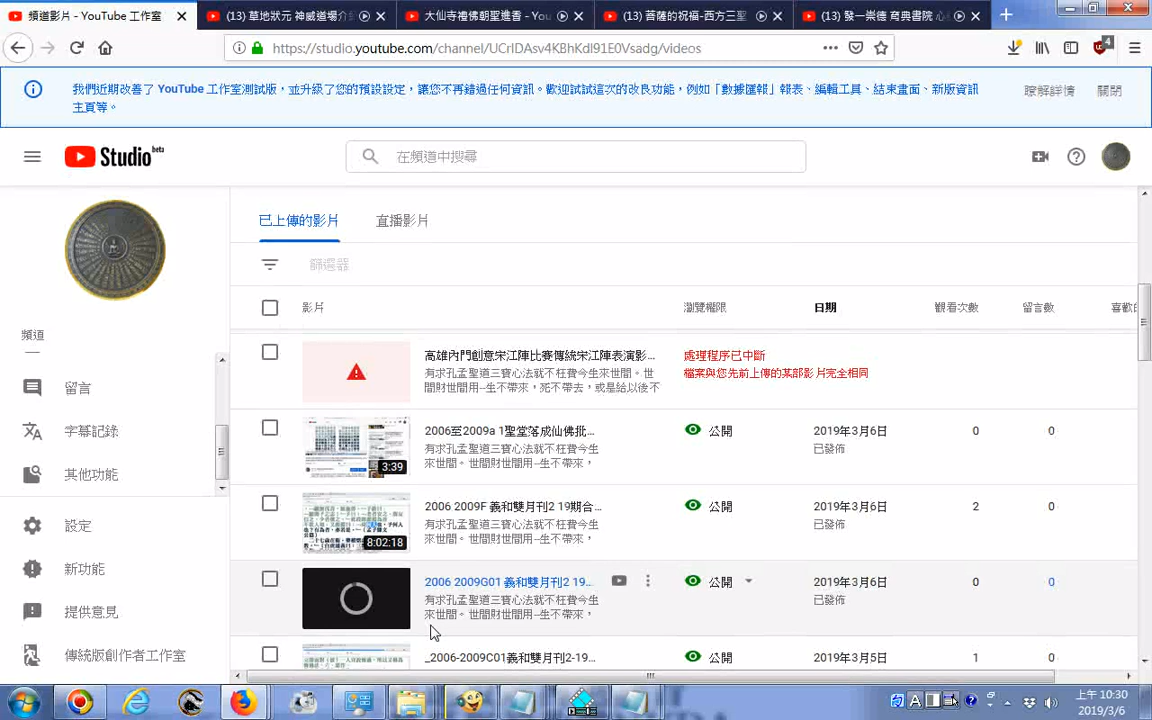 頻道影片 - YouTube 工作室
(13) 草地狀元 神威道場介
大仙寺禮佛朝聖進香 - You
(13) 菩薩的祝福-西方三聖
(13) 發一崇德 育典書院 心
https://studio.youtube.com/channel/UCrIDAsv4KBhKdl91E0Vsadg/videos
4
我們近期改善了 YouTube 工作室測試版，並升級了您的預設設定，讓您不再錯過任何資訊。歡迎試試這次的改良功能，例如「數據匯報」報表、編輯工具、結束畫面、新版資訊
主頁等。
瞭解詳情
關閉
Studio beta
在頻道中搜尋
已上傳的影片
直播影片
篩選器
影片
瀏覽權限
日期
觀看次數
留言數
喜歡的
頻道
留言
字幕記錄
其他功能
設定
新功能
提供意見
傳統版創作者工作室
高雄內門創意宋江陣比賽傳統宋江陣表演影...
有求孔孟聖道三寶心法就不枉費今生來世間。世
間財世間用--生不帶來，死不帶去，或是給以後不
處理程序已中斷
檔案與您先前上傳的某部影片完全相同
3:39
2006至2009a 1聖堂落成仙佛批...
有求孔孟聖道三寶心法就不枉費今生
來世間。世間財世間用--生不帶來，
公開
2019年3月6日
已發佈
0
0
8:02:18
2006 2009F 義和雙月刊2 19期合...
有求孔孟聖道三寶心法就不枉費今生
來世間。世間財世間用--生不帶來，
公開
2019年3月6日
已發佈
2
0
2006 2009G01 義和雙月刊2 19...
有求孔孟聖道三寶心法就不枉費今生
來世間。世間財世間用--生不帶來，
公開
2019年3月6日
已發佈
0
0
_2006-2009C01義和雙月刊2-19...
公開
2019年3月5日
1
0
上午 10:30
2019/3/6